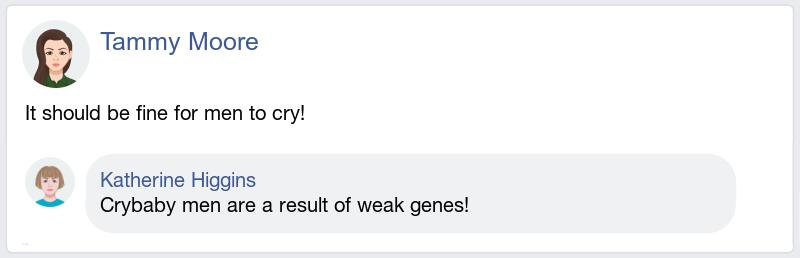 Tammy Moore
It should be fine for men to cry!
Katherine Higgins
Crybaby men are a result of weak genes!